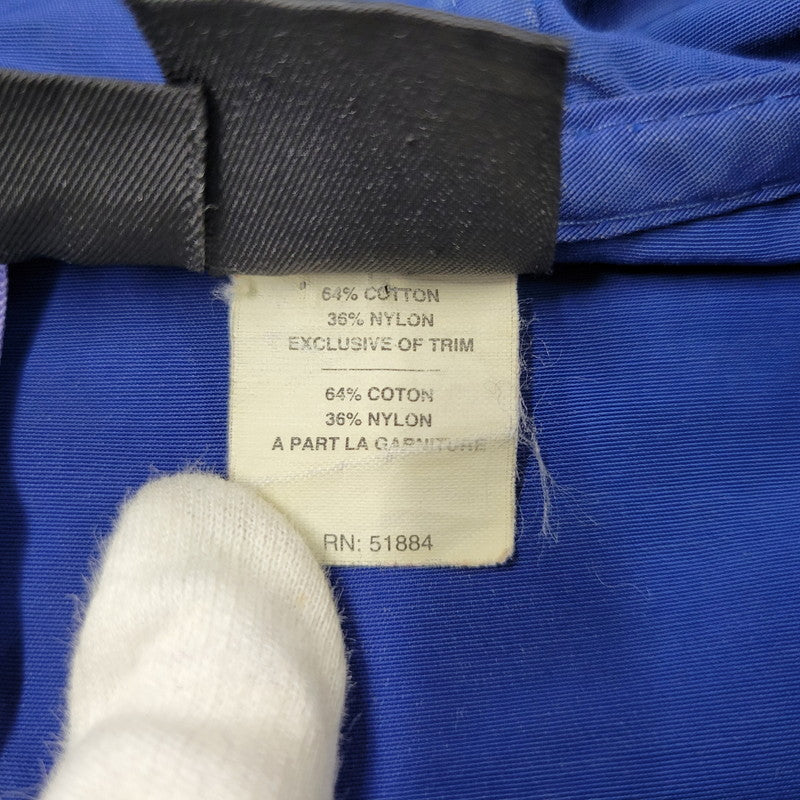 64% COTTON
36% NYLON
EXCLUSIVE OF TRIM
64% COTON
36% NYLON
A PART LA GARNITURE
RN: 51884